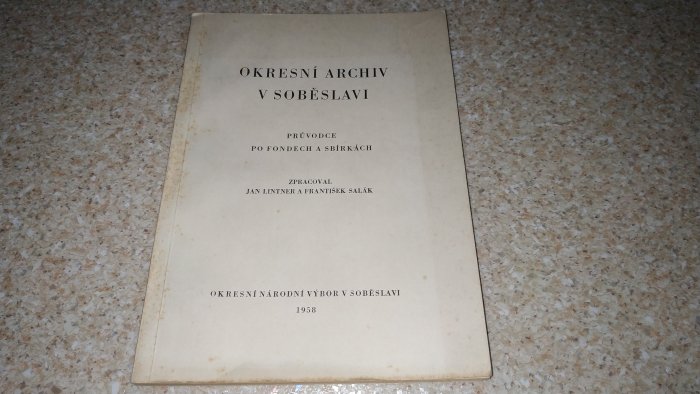 OKRESNÍ ARCHIV
V SOBĚSLAVI
PRŮVODCE
PO FONDECH A SBÍRKÁCH
ZPRACOVAL
JAN LINTNER A FRANTIŠEK SALÁK
OKRESNÍ NÁRODNÍ VÝBOR V SOBĚSLAVI
1958